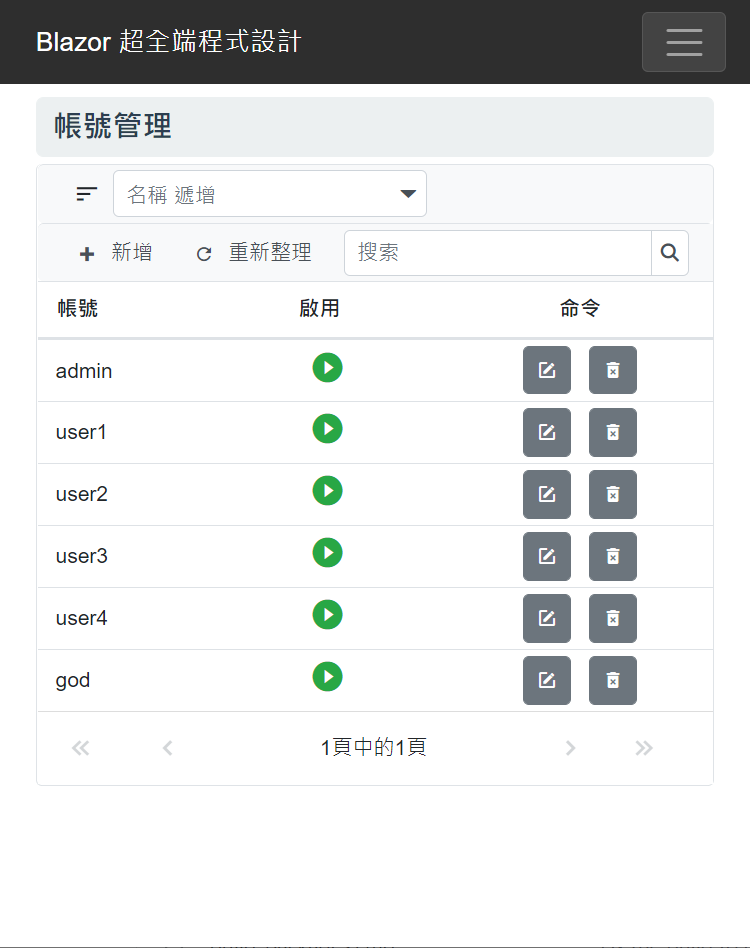 Blazor 超全端程式設計
帳號管理
名稱 遞增
新增 重新整理 搜索
帳號 啟用 命令
admin
user1
user2
user3
user4
god
1頁中的1頁